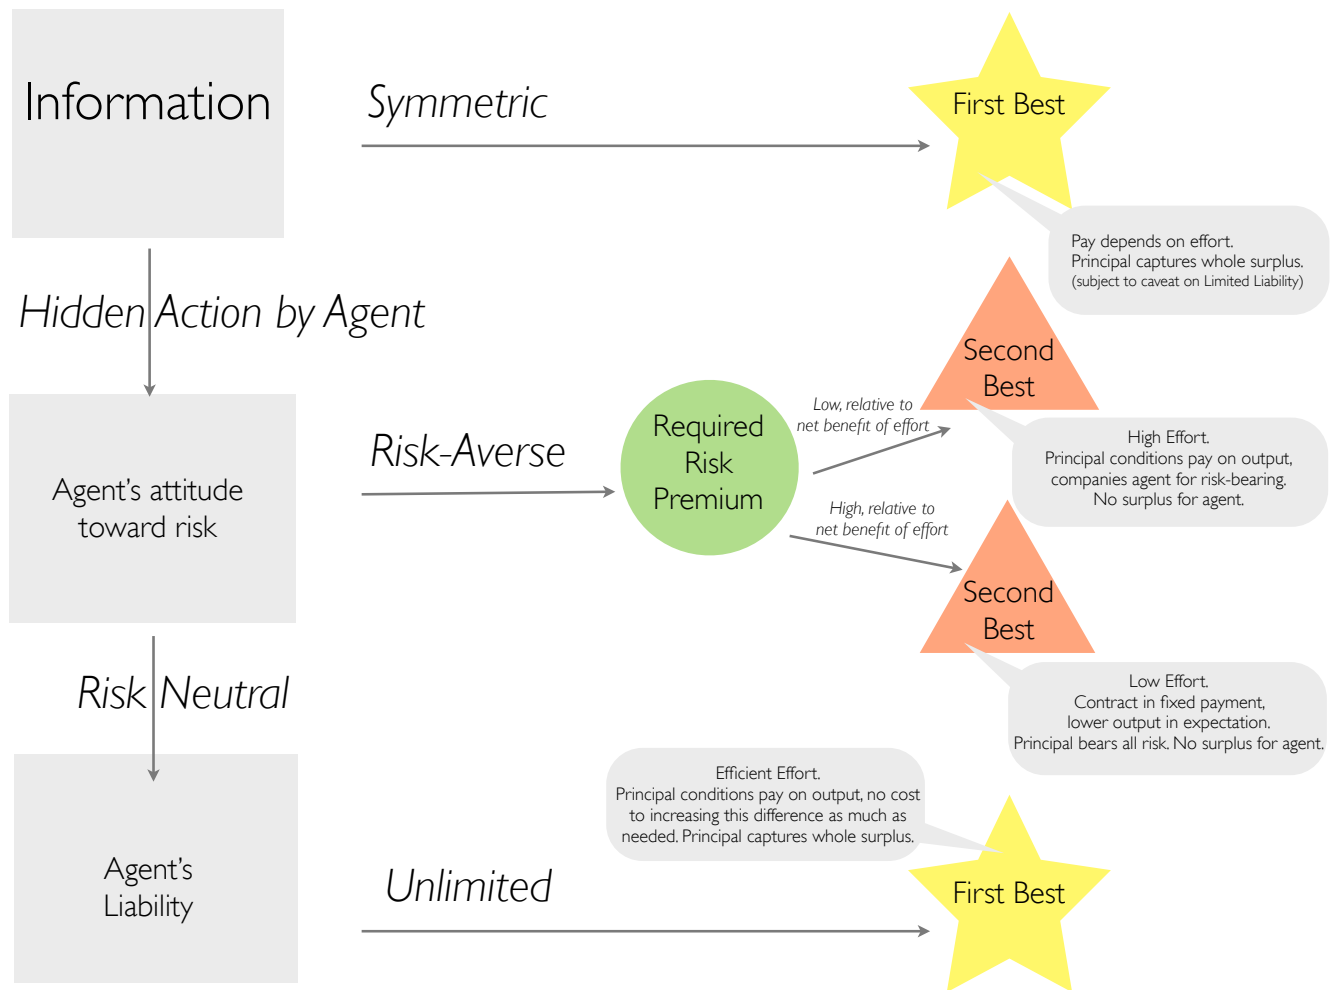 Information
Symmetric
First Best
Pay depends on effort.
Principal captures whole surplus.
(subject to caveat on Limited Liability)
Hidden Action by Agent
Agent's attitude
toward risk
Risk-Averse
Required
Risk
Premium
Low, relative to
net benefit of effort
Second
Best
High Effort.
Principal conditions pay on output,
companies agent for risk-bearing.
No surplus for agent.
High, relative to
net benefit of effort
Second
Best
Low Effort.
Contract in fixed payment,
lower output in expectation.
Principal bears all risk. No surplus for agent.
Risk Neutral
Agent's
Liability
Unlimited
Efficient Effort.
Principal conditions pay on output, no cost
to increasing this difference as much as
needed. Principal captures whole surplus.
First Best